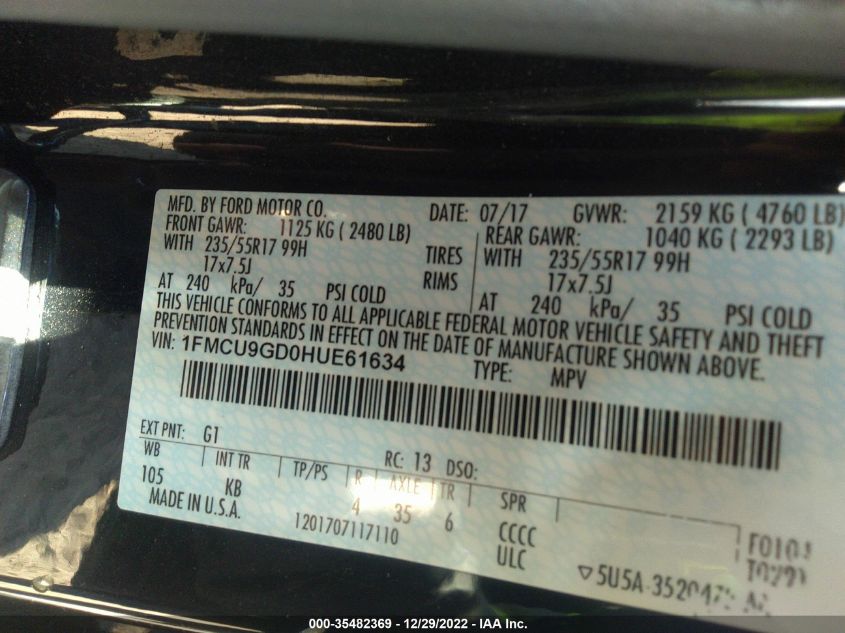 MFD. BY FORD MOTOR CO. DATE: 07/17 GVWR: 2159 KG ( 4760 LB)
FRONT GAWR: 1125 KG ( 2480 LB) REAR GAWR: 1040 KG ( 2293 LB)
WITH 235/55R17 99H TIRES WITH 235/55R17 99H
17x7.5J RIMS 17x7.5J
AT 240 kPa/ 35 PSI COLD AT 240 kPa/ 35 PSI COLD
THIS VEHICLE CONFORMS TO ALL APPLICABLE FEDERAL MOTOR VEHICLE SAFETY AND THEFT
PREVENTION STANDARDS IN EFFECT ON THE DATE OF MANUFACTURE SHOWN ABOVE.
VIN: 1FMCU9GD0HUE61634 TYPE: MPV
EXT PNT: G1 RC: 13 DSO:
WB INT TR TP/PS R AXLE TR SPR
105 KB 4 35 6 CCCC
MADE IN U.S.A. 1201707117110 ULC
000-35482369 - 12/29/2022 - IAA Inc.